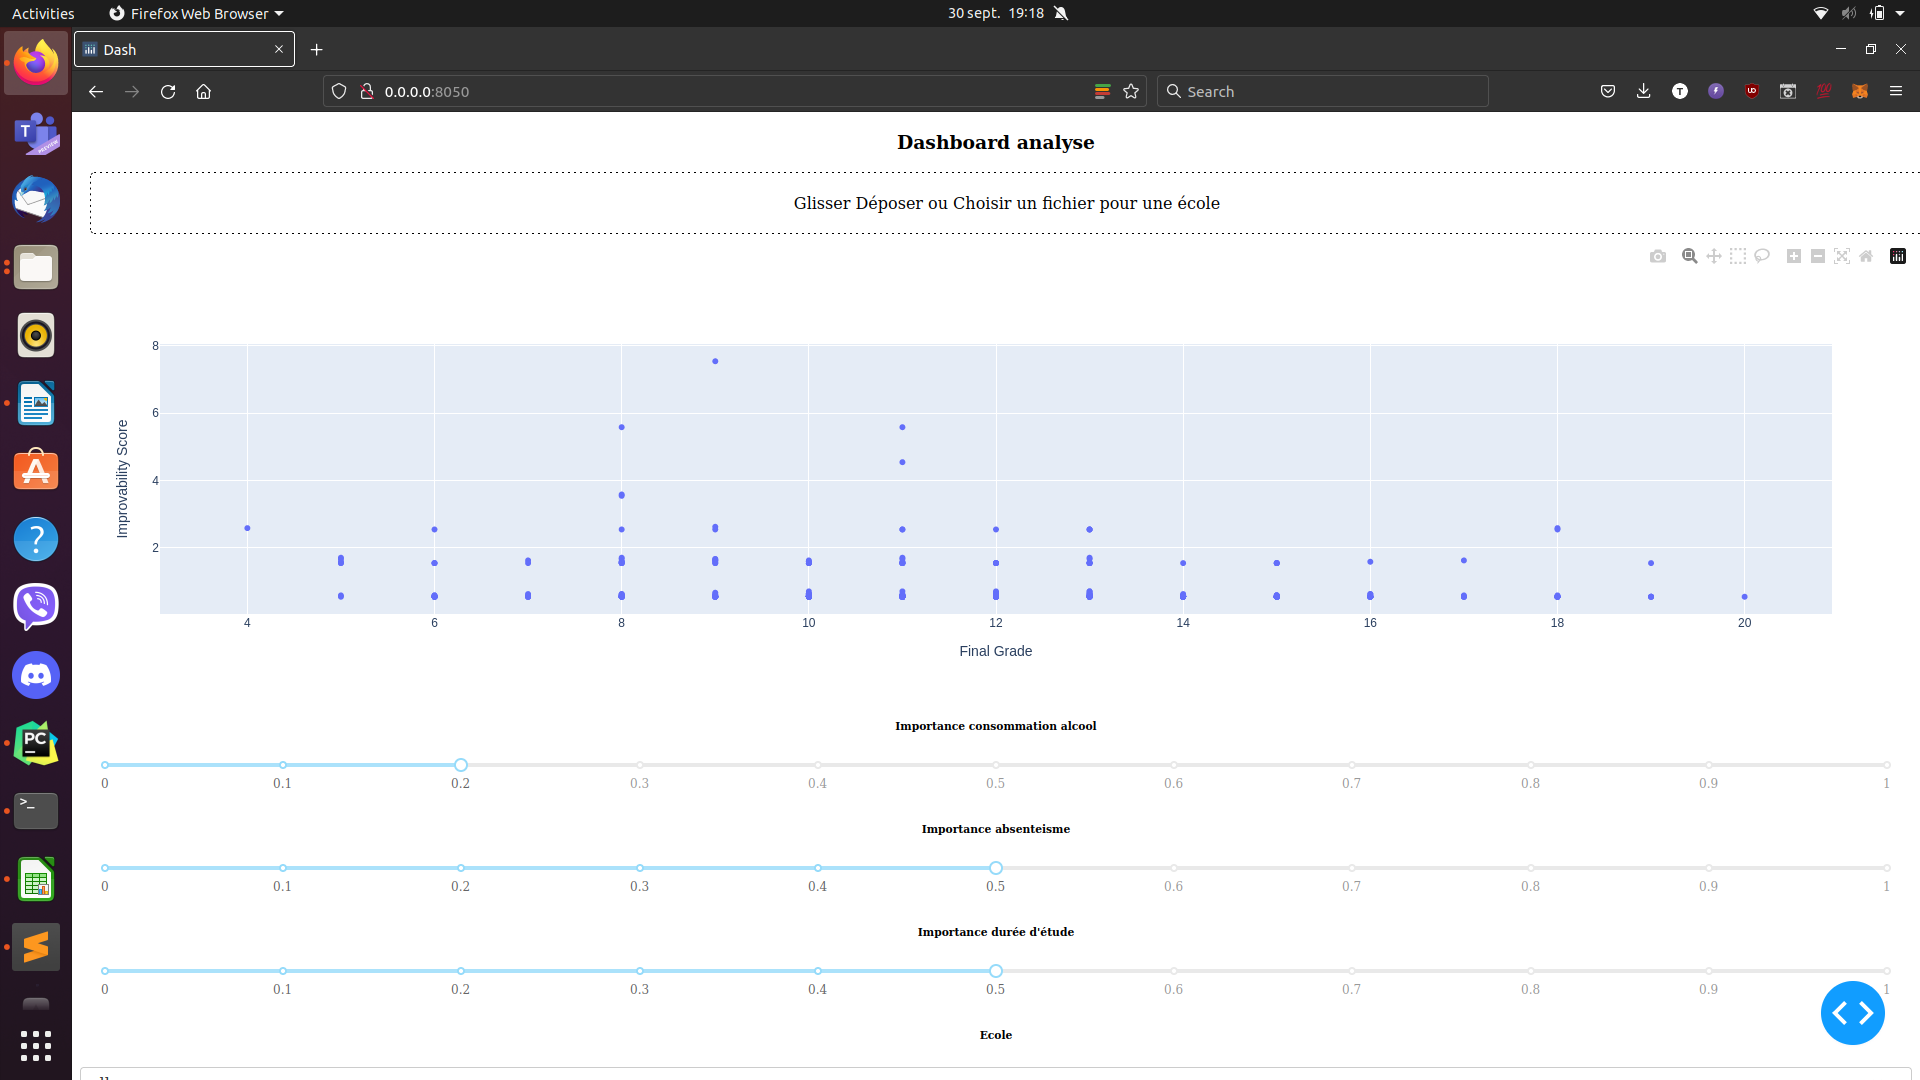 Activities
Firefox Web Browser
30 sept. 19:18
Dash
0.0.0.0:8050
Search
Dashboard analyse
Glisser Déposer ou Choisir un fichier pour une école
8
6
4
2
Improvability Score
4 6 8 10 12 14 16 18 20
Final Grade
Importance consommation alcool
0 0.1 0.2 0.3 0.4 0.5 0.6 0.7 0.8 0.9 1
Importance absenteisme
0 0.1 0.2 0.3 0.4 0.5 0.6 0.7 0.8 0.9 1
Importance durée d'étude
0 0.1 0.2 0.3 0.4 0.5 0.6 0.7 0.8 0.9 1
Ecole